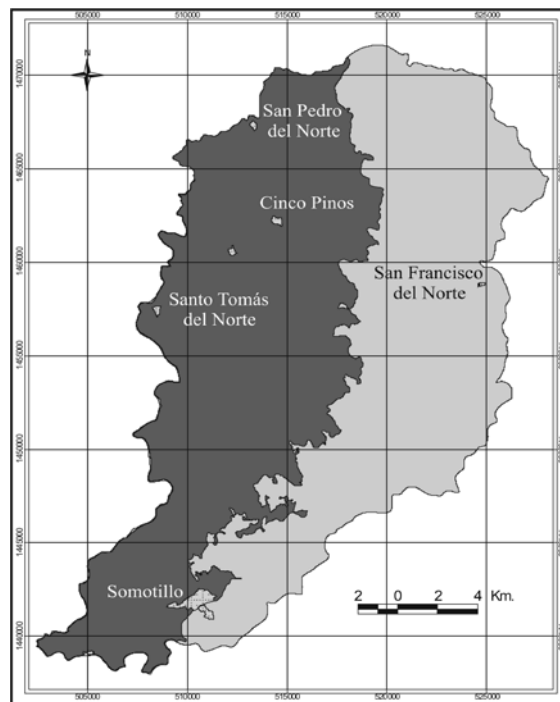 505000 510000 515000 520000 525000
N
1470000
San Pedro
del Norte
1465000
Cinco Pinos
1460000
San Francisco
del Norte
Santo Tomás
del Norte
1455000
1450000
1445000
Somotillo
2 0 2 4 Km.
1440000
505000 510000 515000 520000 525000